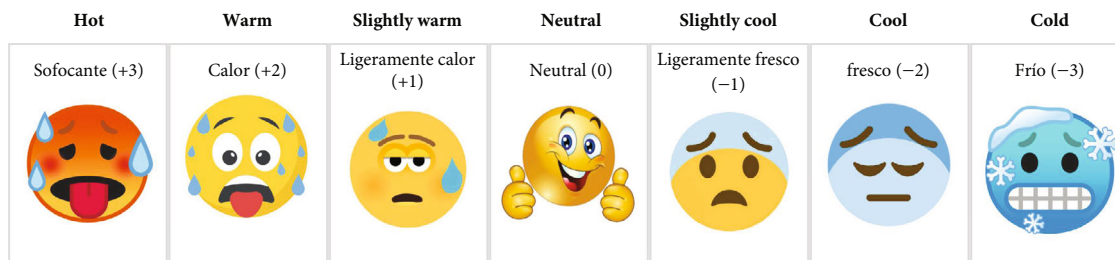 Hot
Warm
Slightly warm
Neutral
Slightly cool
Cool
Cold
Sofocante (+3)
Calor (+2)
Ligeramente calor
(+1)
Neutral (0)
Ligeramente fresco
(−1)
fresco (−2)
Frío (−3)